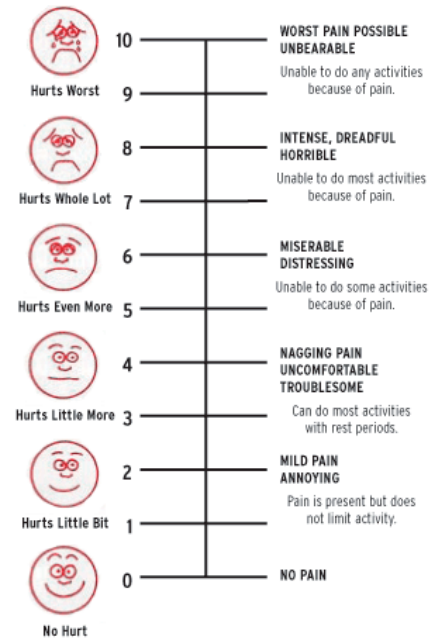 10
WORST PAIN POSSIBLE
UNBEARABLE
Unable to do any activities
because of pain.
Hurts Worst
9
8
INTENSE, DREADFUL
HORRIBLE
Unable to do most activities
because of pain.
Hurts Whole Lot
7
6
MISERABLE
DISTRESSING
Unable to do some activities
because of pain.
Hurts Even More
5
4
NAGGING PAIN
UNCOMFORTABLE
TROUBLESOME
Can do most activities
with rest periods.
Hurts Little More
3
2
MILD PAIN
ANNOYING
Pain is present but does
not limit activity.
Hurts Little Bit
1
0
NO PAIN
No Hurt